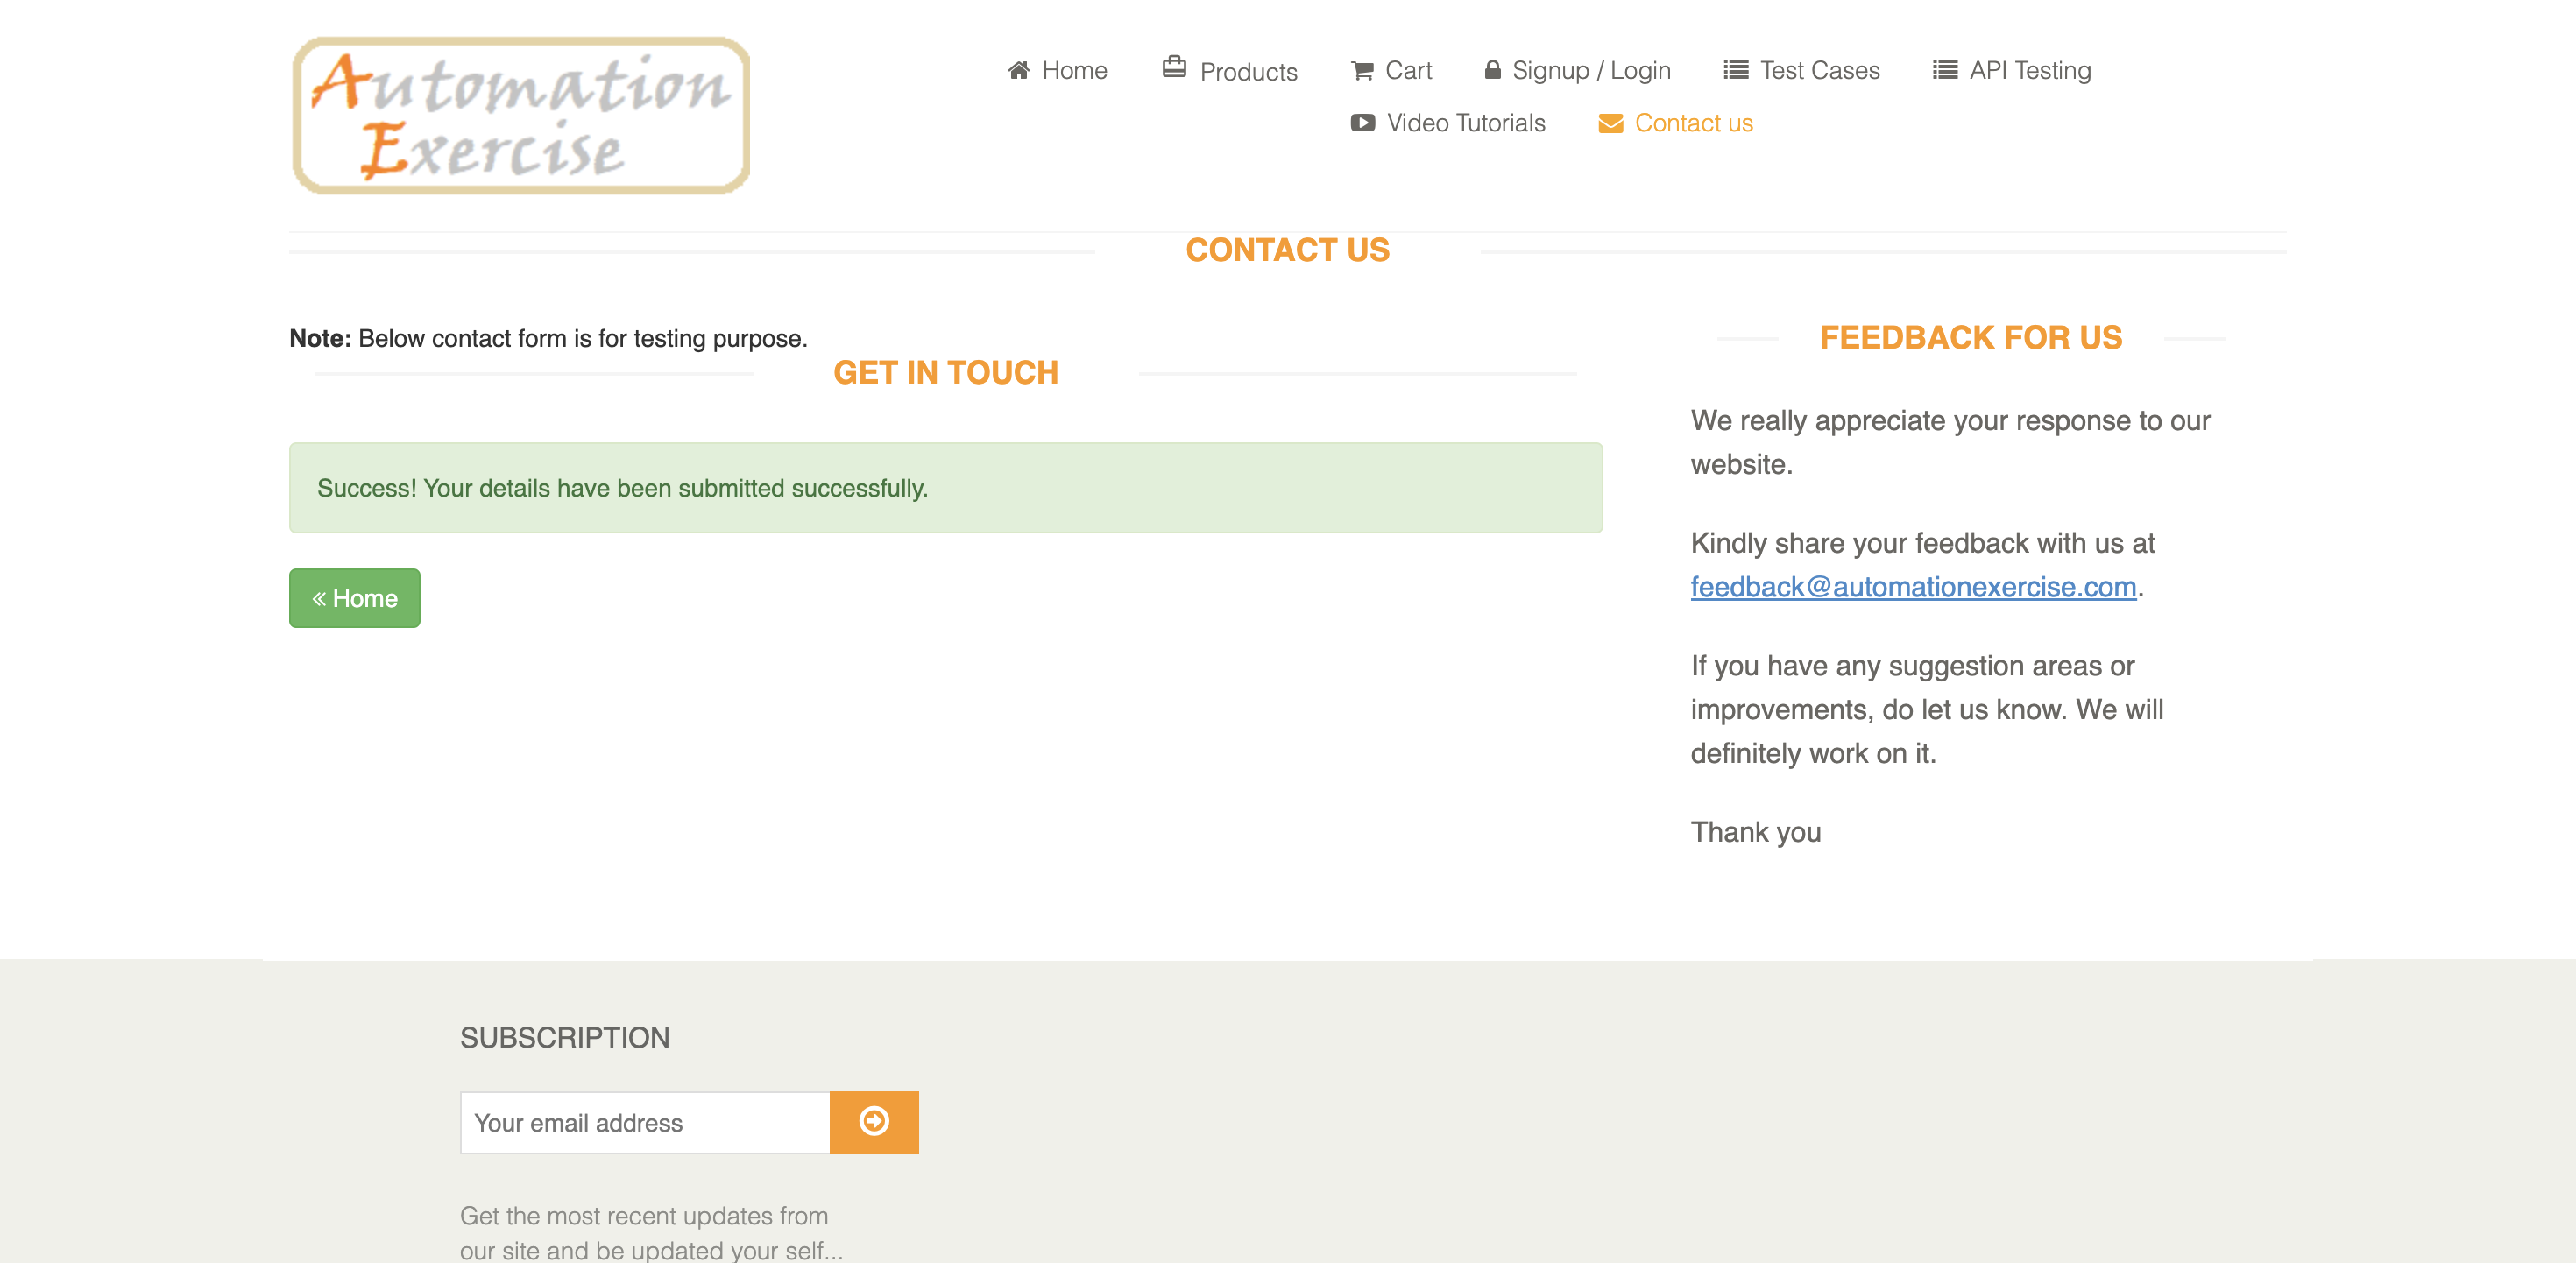 Automation
Exercise
Home
Products
Cart
Signup / Login
Test Cases
API Testing
Video Tutorials
Contact us
CONTACT US
Note: Below contact form is for testing purpose.
GET IN TOUCH
Success! Your details have been submitted successfully.
« Home
FEEDBACK FOR US
We really appreciate your response to our
website.
Kindly share your feedback with us at
feedback@automationexercise.com.
If you have any suggestion areas or
improvements, do let us know. We will
definitely work on it.
Thank you
SUBSCRIPTION
Your email address
Get the most recent updates from
our site and be updated your self...